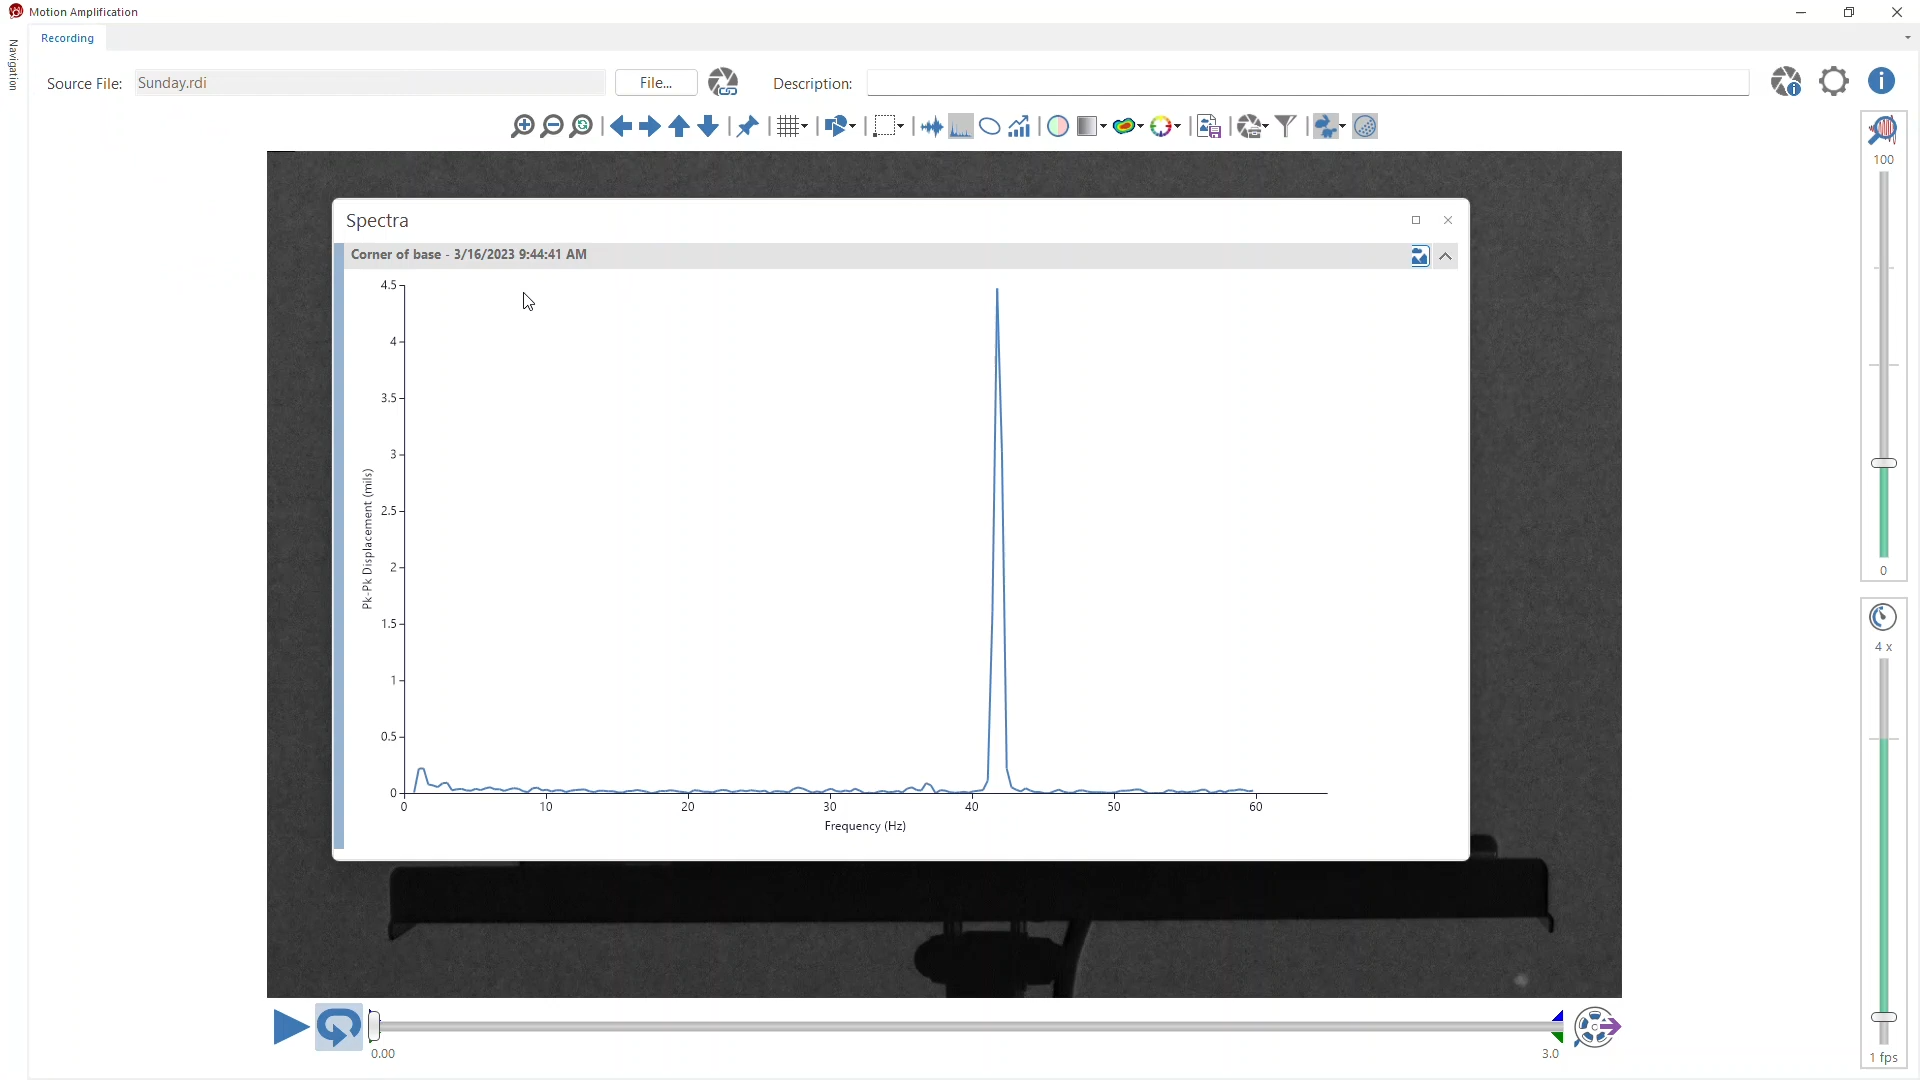 Motion Amplification
Navigation
Recording
Source File: Sunday.rdi File... Description:
100
Spectra
Corner of base - 3/16/2023 9:44:41 AM
4.5
4
3.5
3
2.5
2
1.5
1
0.5
0
Pk-Pk Displacement (mils)
0 10 20 30 40 50 60
Frequency (Hz)
0
4 x
0.00 3.0
1 fps